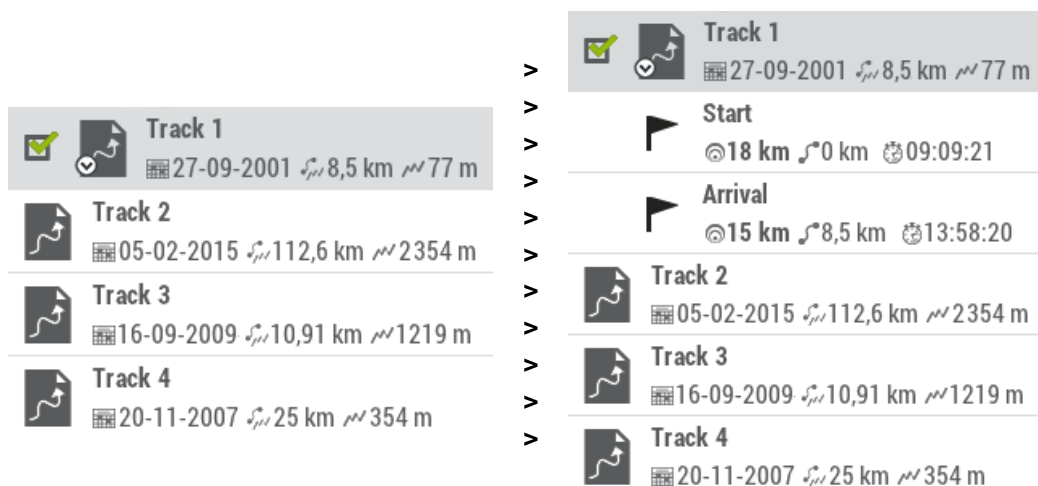 Track 1
27-09-2001 8,5 km 77 m
Track 2
05-02-2015 112,6 km 2354 m
Track 3
16-09-2009 10,91 km 1219 m
Track 4
20-11-2007 25 km 354 m
>
>
>
>
>
>
>
>
>
>
>
Track 1
27-09-2001 8,5 km 77 m
Start
18 km 0 km 09:09:21
Arrival
15 km 8,5 km 13:58:20
Track 2
05-02-2015 112,6 km 2354 m
Track 3
16-09-2009 10,91 km 1219 m
Track 4
20-11-2007 25 km 354 m